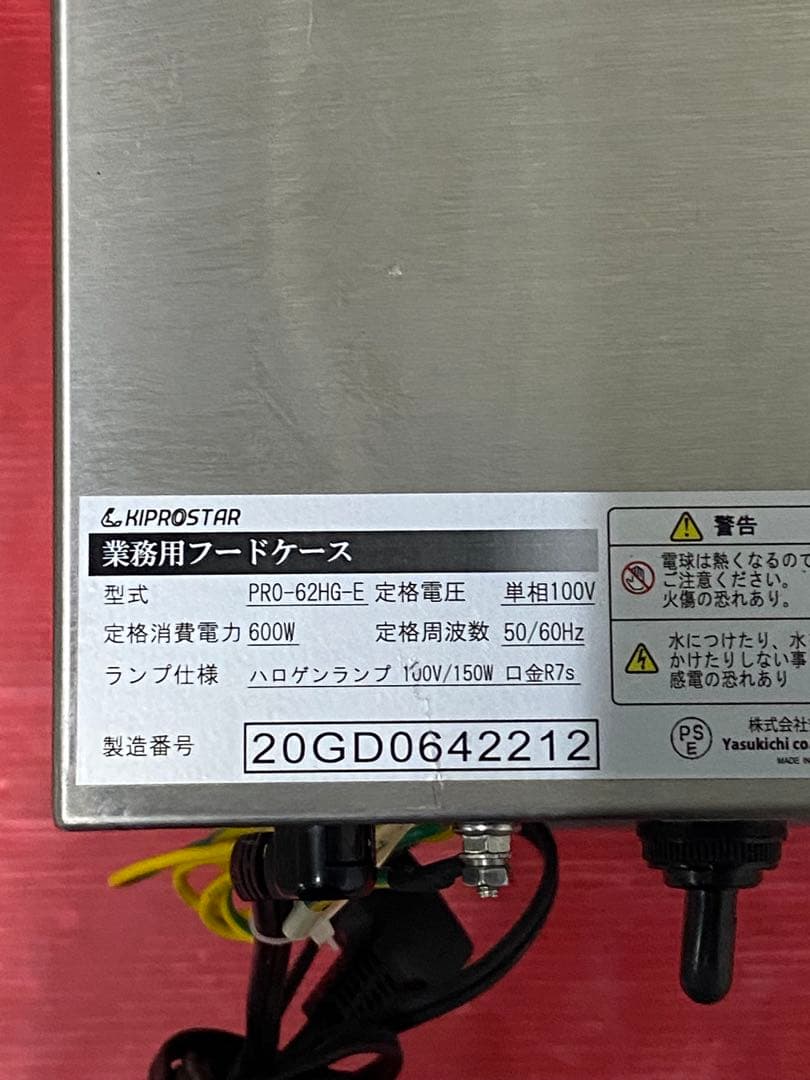 KIPROSTAR
業務用フードケース
型式 PRO-62HG-E 定格電圧 単相100V
定格消費電力 600W 定格周波数 50/60Hz
ランプ仕様 ハロゲンランプ 100V/150W 口金R7s
製造番号 20GD0642212
警告
電球は熱くなるので
ご注意ください。
火傷の恐れあり。
水につけたり、水
かけたりしない事
感電の恐れあり
PS
E
株式会社
Yasukichi co.
MADE IN